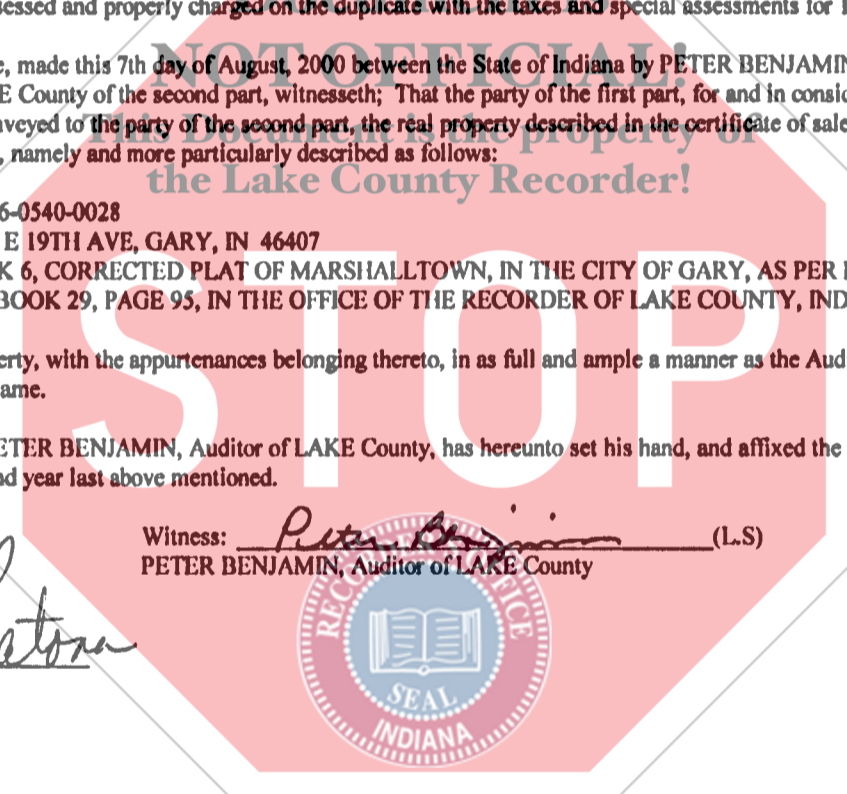 sessed and properly charged on the duplicate with the taxes and special assessments for
NOT OFFICIAL!
e, made this 7th day of August, 2000 between the State of Indiana by PETER BENJAMIN
E County of the second part, witnesseth; That the party of the first part, for and in consid
nveyed to the party of the second part, the real property described in the certificate of sale
This Document is the property of
, namely and more particularly described as follows:
the Lake County Recorder!
6-0540-0028
E 19TH AVE, GARY, IN 46407
K 6, CORRECTED PLAT OF MARSHALLTOWN, IN THE CITY OF GARY, AS PER
BOOK 29, PAGE 95, IN THE OFFICE OF THE RECORDER OF LAKE COUNTY, IND
STOP
erty, with the appurtenances belonging thereto, in as full and ample a manner as the Aud
ame.
ETER BENJAMIN, Auditor of LAKE County, has hereunto set his hand, and affixed the
nd year last above mentioned.
Witness: Peter Benjamin (L.S)
PETER BENJAMIN, Auditor of LAKE County
RECORDER'S OFFICE
SEAL
INDIANA